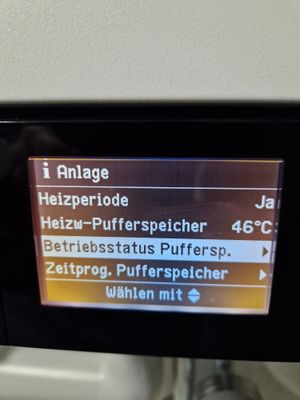 i Anlage
Heizperiode Ja
Heizw-Pufferspeicher 46°C
Betriebsstatus Puffersp.
Zeitprog. Pufferspeicher
Wählen mit